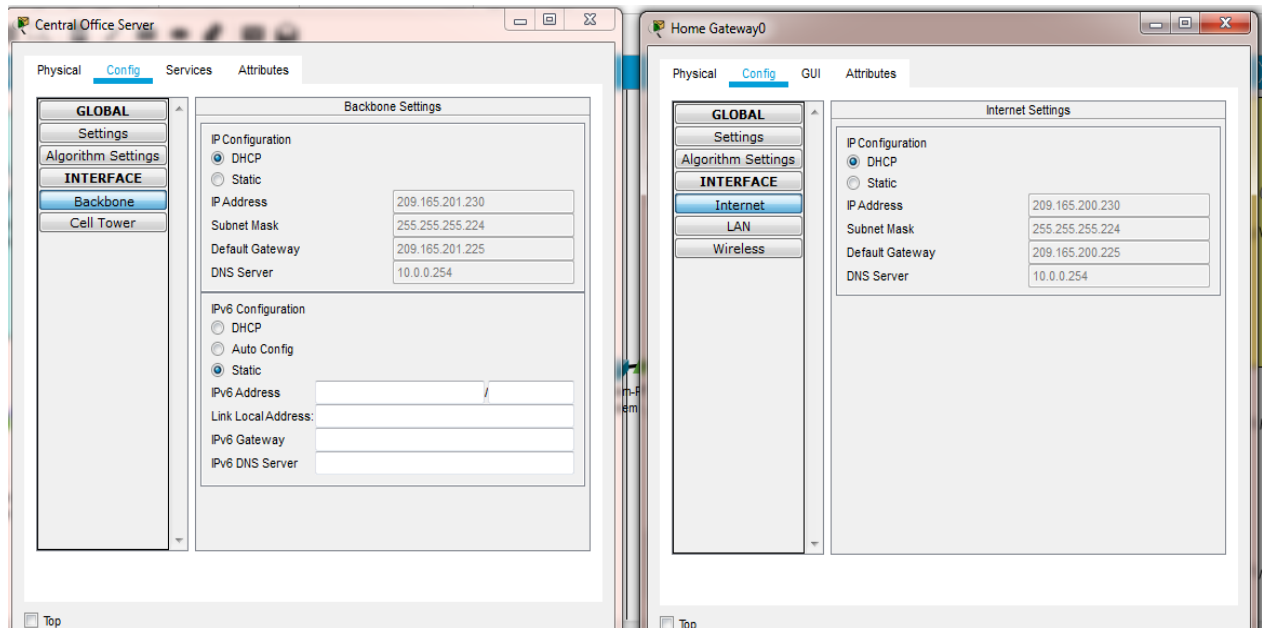 Central Office Server
Physical Config Services Attributes
GLOBAL
Settings
Algorithm Settings
INTERFACE
Backbone
Cell Tower
Backbone Settings
IP Configuration
DHCP
Static
IP Address 209.165.201.230
Subnet Mask 255.255.255.224
Default Gateway 209.165.201.225
DNS Server 10.0.0.254
IPv6 Configuration
DHCP
Auto Config
Static
IPv6 Address /
Link Local Address:
IPv6 Gateway
IPv6 DNS Server
Top
Home Gateway0
Physical Config GUI Attributes
GLOBAL
Settings
Algorithm Settings
INTERFACE
Internet
LAN
Wireless
Internet Settings
IP Configuration
DHCP
Static
IP Address 209.165.200.230
Subnet Mask 255.255.255.224
Default Gateway 209.165.200.225
DNS Server 10.0.0.254
Top